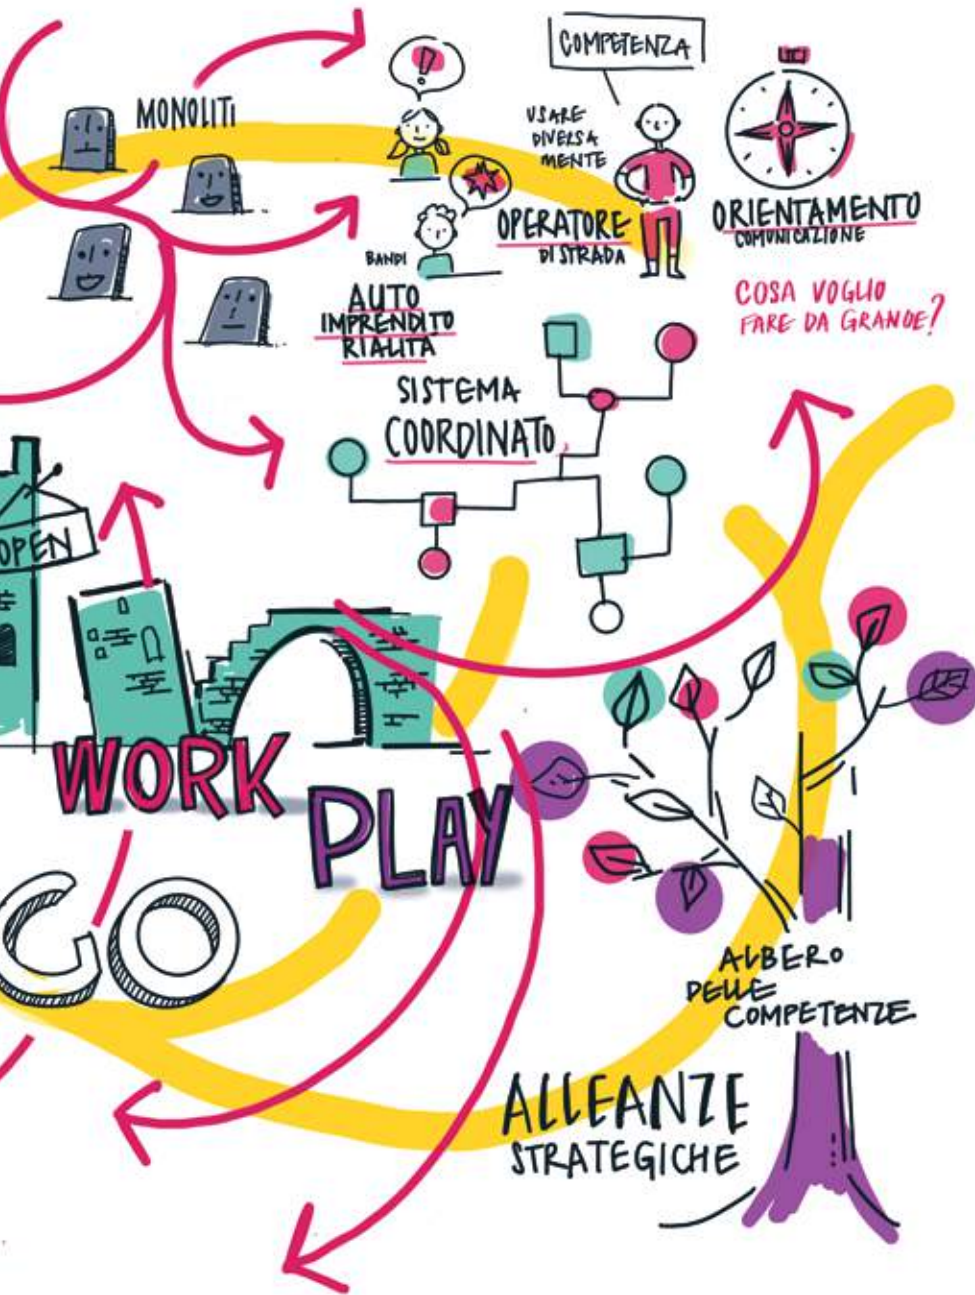 MONOLITI
!
COMPETENZA
USARE
DIVERSA
MENTE
OPERATORE
DI STRADA
ORIENTAMENTO
COMUNICAZIONE
COSA VOGLIO
FARE DA GRANDE?
BANDI
AUTO
IMPRENDITO
RIALITÀ
SISTEMA
COORDINATO
OPEN
WORK
PLAY
GO
ALBERO
DELLE
COMPETENZE
ALLEANZE
STRATEGICHE